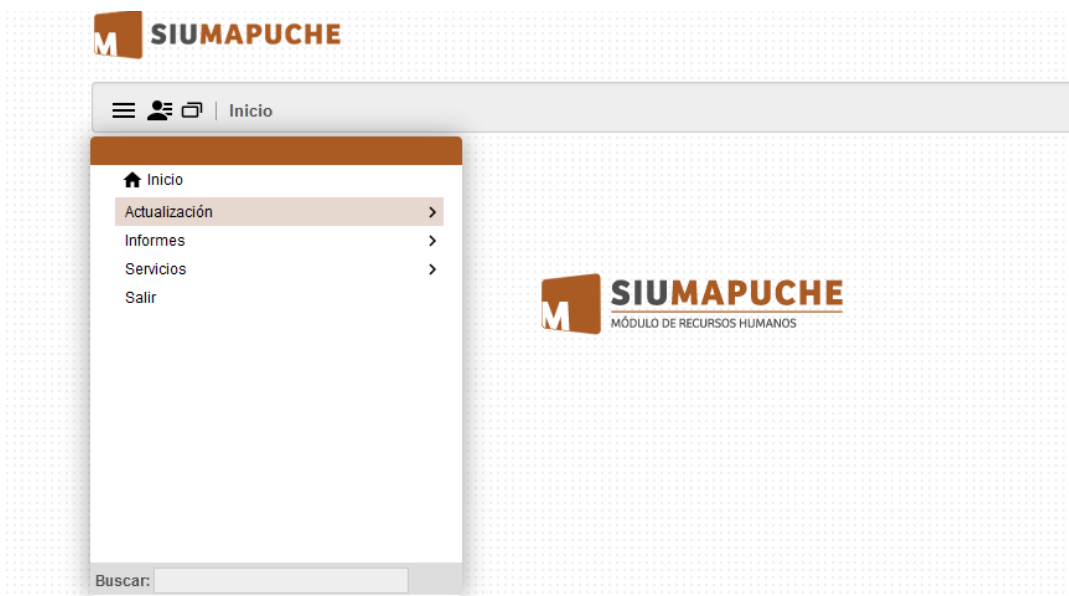 M SIUMAPUCHE
Inicio
Inicio
Actualización
Informes
Servicios
Salir
M SIUMAPUCHE
MÓDULO DE RECURSOS HUMANOS
Buscar: